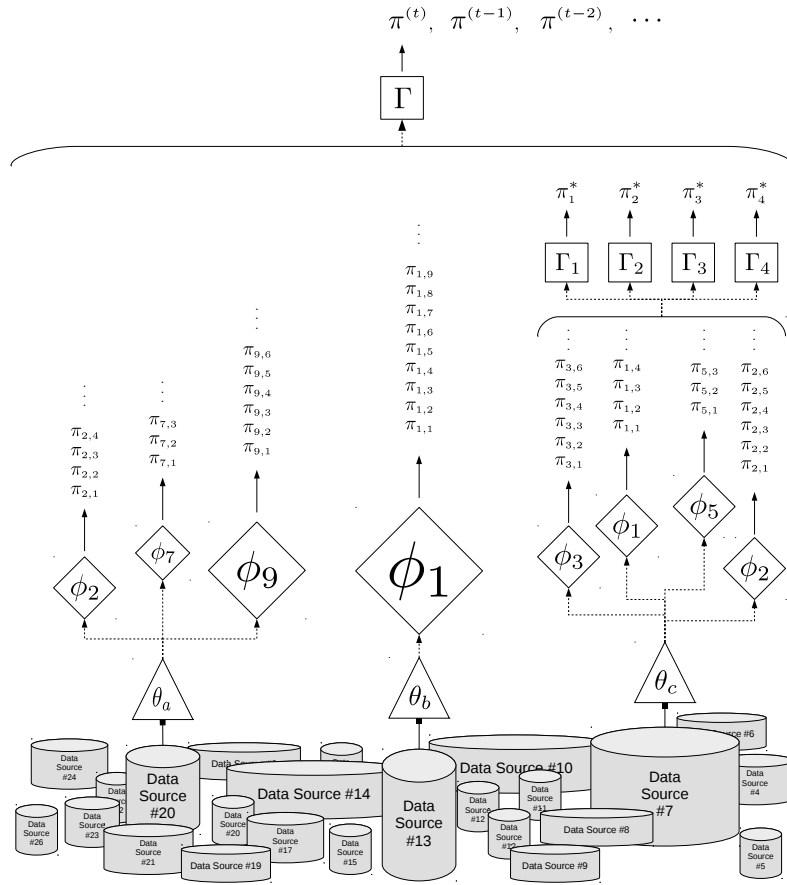 π^(t), π^(t−1), π^(t−2), ⋯
Γ
π*_1 π*_2 π*_3 π*_4
Γ_1 Γ_2 Γ_3 Γ_4
π_{2,4}
π_{2,3}
π_{2,2}
π_{2,1}
π_{7,3}
π_{7,2}
π_{7,1}
π_{9,6}
π_{9,5}
π_{9,4}
π_{9,3}
π_{9,2}
π_{9,1}
π_{1,9}
π_{1,8}
π_{1,7}
π_{1,6}
π_{1,5}
π_{1,4}
π_{1,3}
π_{1,2}
π_{1,1}
π_{3,6}
π_{3,5}
π_{3,4}
π_{3,3}
π_{3,2}
π_{3,1}
π_{1,4}
π_{1,3}
π_{1,2}
π_{1,1}
π_{5,3}
π_{5,2}
π_{5,1}
π_{2,6}
π_{2,5}
π_{2,4}
π_{2,3}
π_{2,2}
π_{2,1}
ϕ_2 ϕ_7 ϕ_9 ϕ_1 ϕ_3 ϕ_1 ϕ_5 ϕ_2
θ_a θ_b θ_c
Data
Source
#24
Data
Source
#20
Data Source #14
Data
Source
#13
Data Source #10
Data
Source
#7
#6
#4
Data
Source
#26
Data
Source
#23
Data
Source
#21
Data
Source
#20
Data Source #19
Data
Source
#17
Data
Source
#15
Data
Source
#12
Data
Source
#11
Data
Source
Data Source #8
Data Source #9
Data
Source
#5